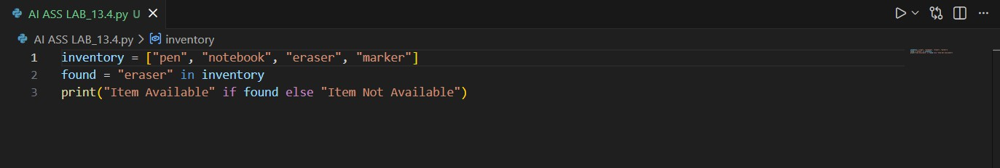 AI ASS LAB_13.4.py U
AI ASS LAB_13.4.py > inventory
1 inventory = ["pen", "notebook", "eraser", "marker"]
2 found = "eraser" in inventory
3 print("Item Available" if found else "Item Not Available")